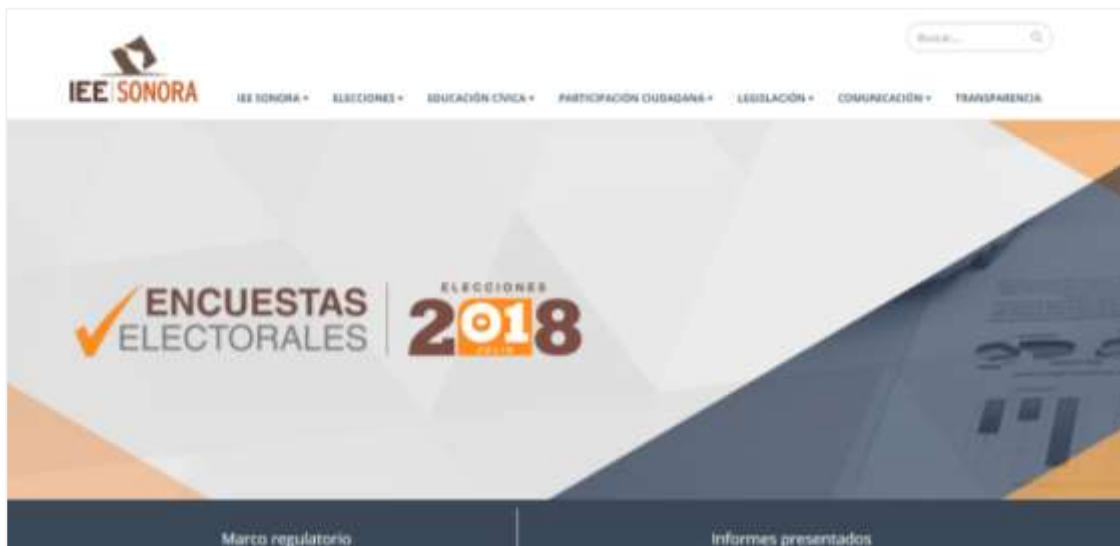 Buscar...
IEE SONORA
IEE SONORA ELECCIONES EDUCACIÓN CÍVICA PARTICIPACIÓN CIUDADANA LEGISLACIÓN COMUNICACIÓN TRANSPARENCIA
ENCUESTAS
ELECTORALES
ELECCIONES
2018
JULIO
Marco regulatorio
Informes presentados